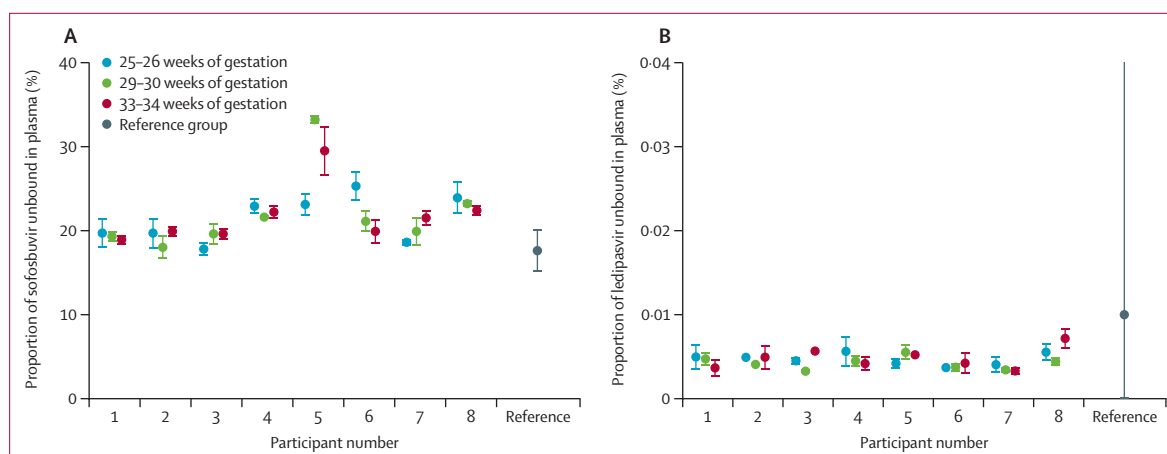 A
25–26 weeks of gestation
29–30 weeks of gestation
33–34 weeks of gestation
Reference group
Proportion of sofosbuvir unbound in plasma (%)
40
30
20
10
0
1 2 3 4 5 6 7 8 Reference
Participant number
B
Proportion of ledipasvir unbound in plasma (%)
0·04
0·03
0·02
0·01
0
1 2 3 4 5 6 7 8 Reference
Participant number